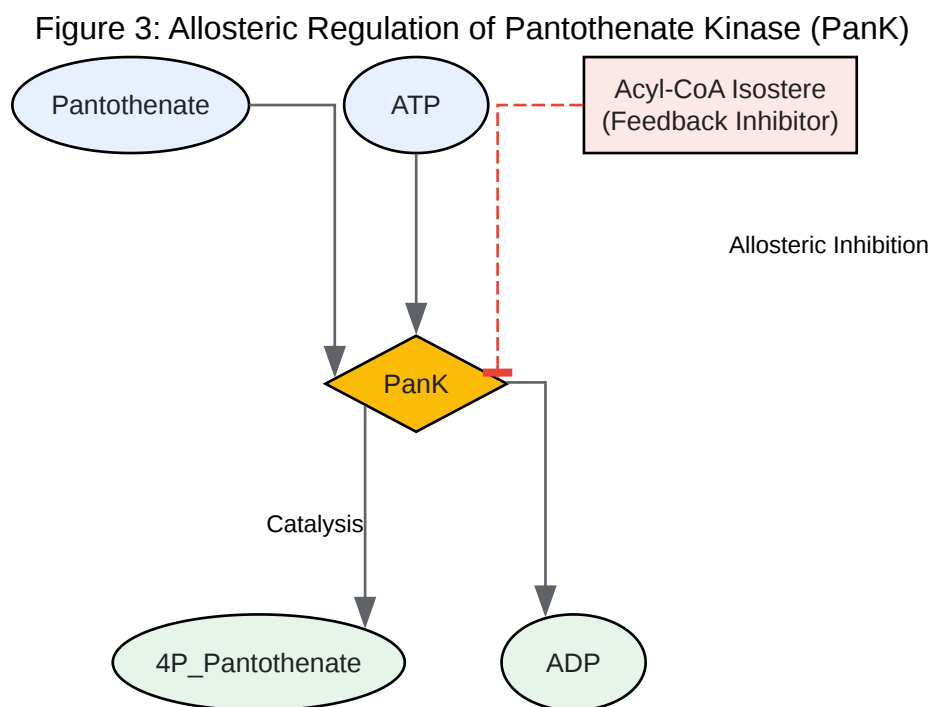 Figure 3: Allosteric Regulation of Pantothenate Kinase (PanK)
Pantothenate
ATP
Acyl-CoA Isostere
(Feedback Inhibitor)
Allosteric Inhibition
PanK
Catalysis
4P_Pantothenate
ADP